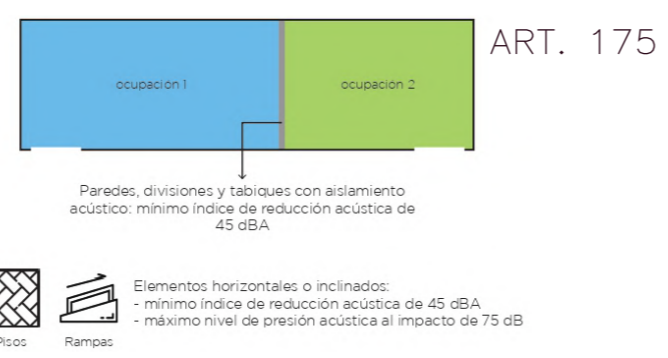 ART. 175
ocupación 1
ocupación 2
Paredes, divisiones y tabiques con aislamiento
acústico: mínimo índice de reducción acústica de
45 dBA
Elementos horizontales o inclinados:
- mínimo índice de reducción acústica de 45 dBA
- máximo nivel de presión acústica al impacto de 75 dB
Pisos
Rampas